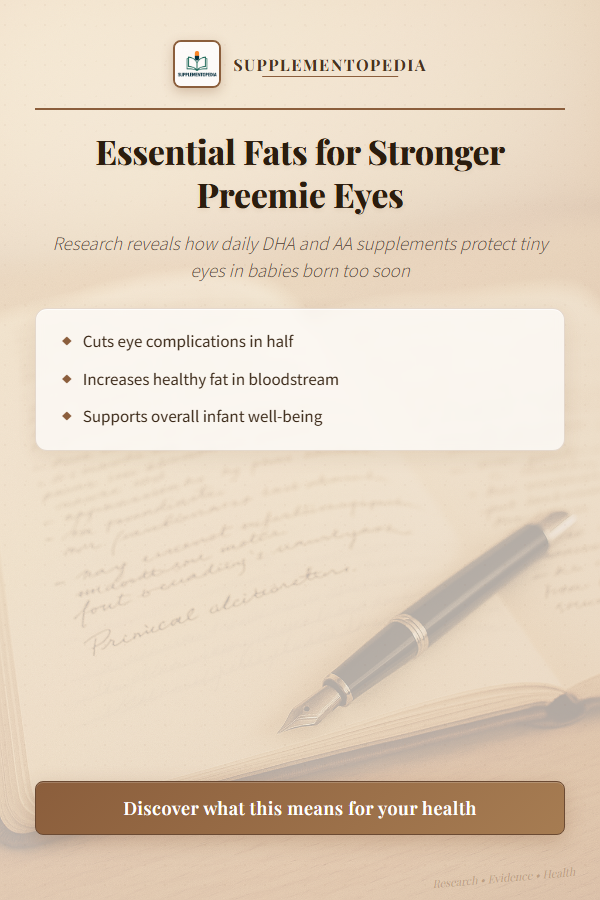 SUPPLEMENTOPEDIA
SUPPLEMENTOPEDIA
Essential Fats for Stronger
Preemie Eyes
Research reveals how daily DHA and AA supplements protect tiny
eyes in babies born too soon
Cuts eye complications in half
Increases healthy fat in bloodstream
Supports overall infant well-being
Discover what this means for your health
Research • Evidence • Health